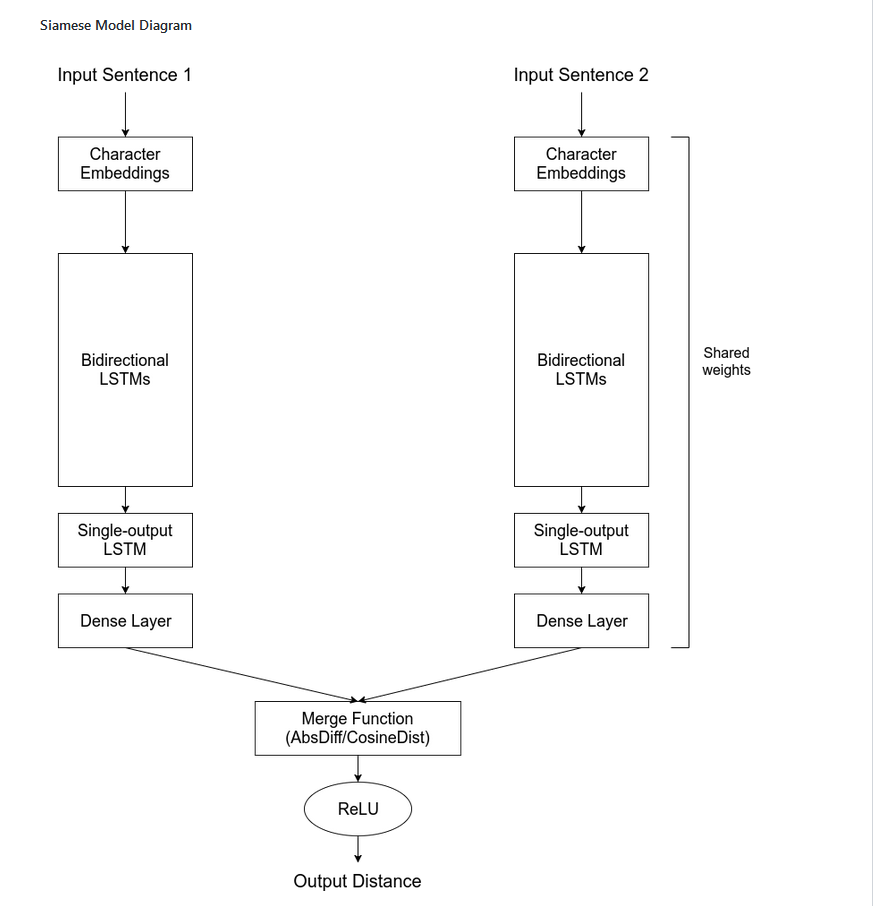 Siamese Model Diagram
Input Sentence 1
Input Sentence 2
Character
Embeddings
Character
Embeddings
Bidirectional
LSTMs
Bidirectional
LSTMs
Shared
weights
Single-output
LSTM
Single-output
LSTM
Dense Layer
Dense Layer
Merge Function
(AbsDiff/CosineDist)
ReLU
Output Distance